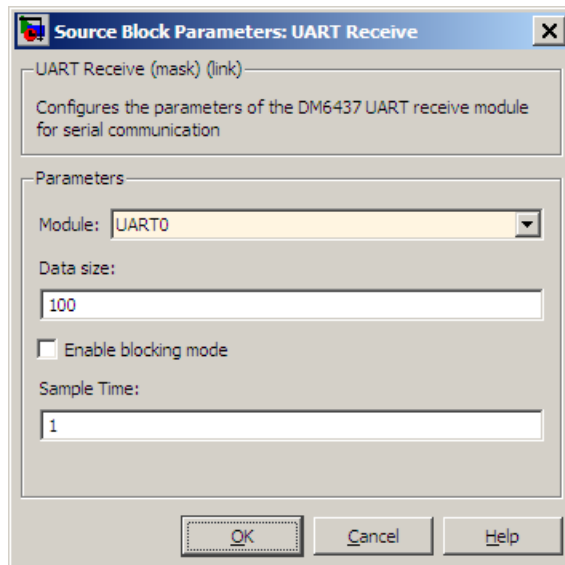 Source Block Parameters: UART Receive
UART Receive (mask) (link)
Configures the parameters of the DM6437 UART receive module
for serial communication
Parameters
Module: UART0
Data size:
100
Enable blocking mode
Sample Time:
1
OK Cancel Help